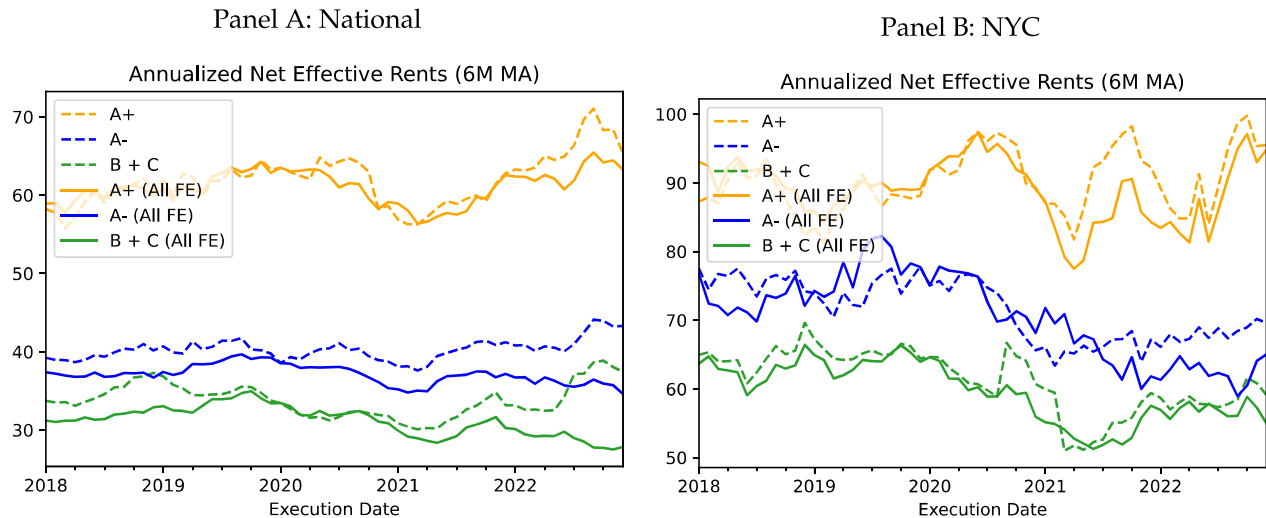 Panel A: National
Annualized Net Effective Rents (6M MA)
70
60
50
40
30
A+
A-
B + C
A+ (All FE)
A- (All FE)
B + C (All FE)
2018 2019 2020 2021 2022
Execution Date
Panel B: NYC
Annualized Net Effective Rents (6M MA)
100
90
80
70
60
50
A+
A-
B + C
A+ (All FE)
A- (All FE)
B + C (All FE)
2018 2019 2020 2021 2022
Execution Date